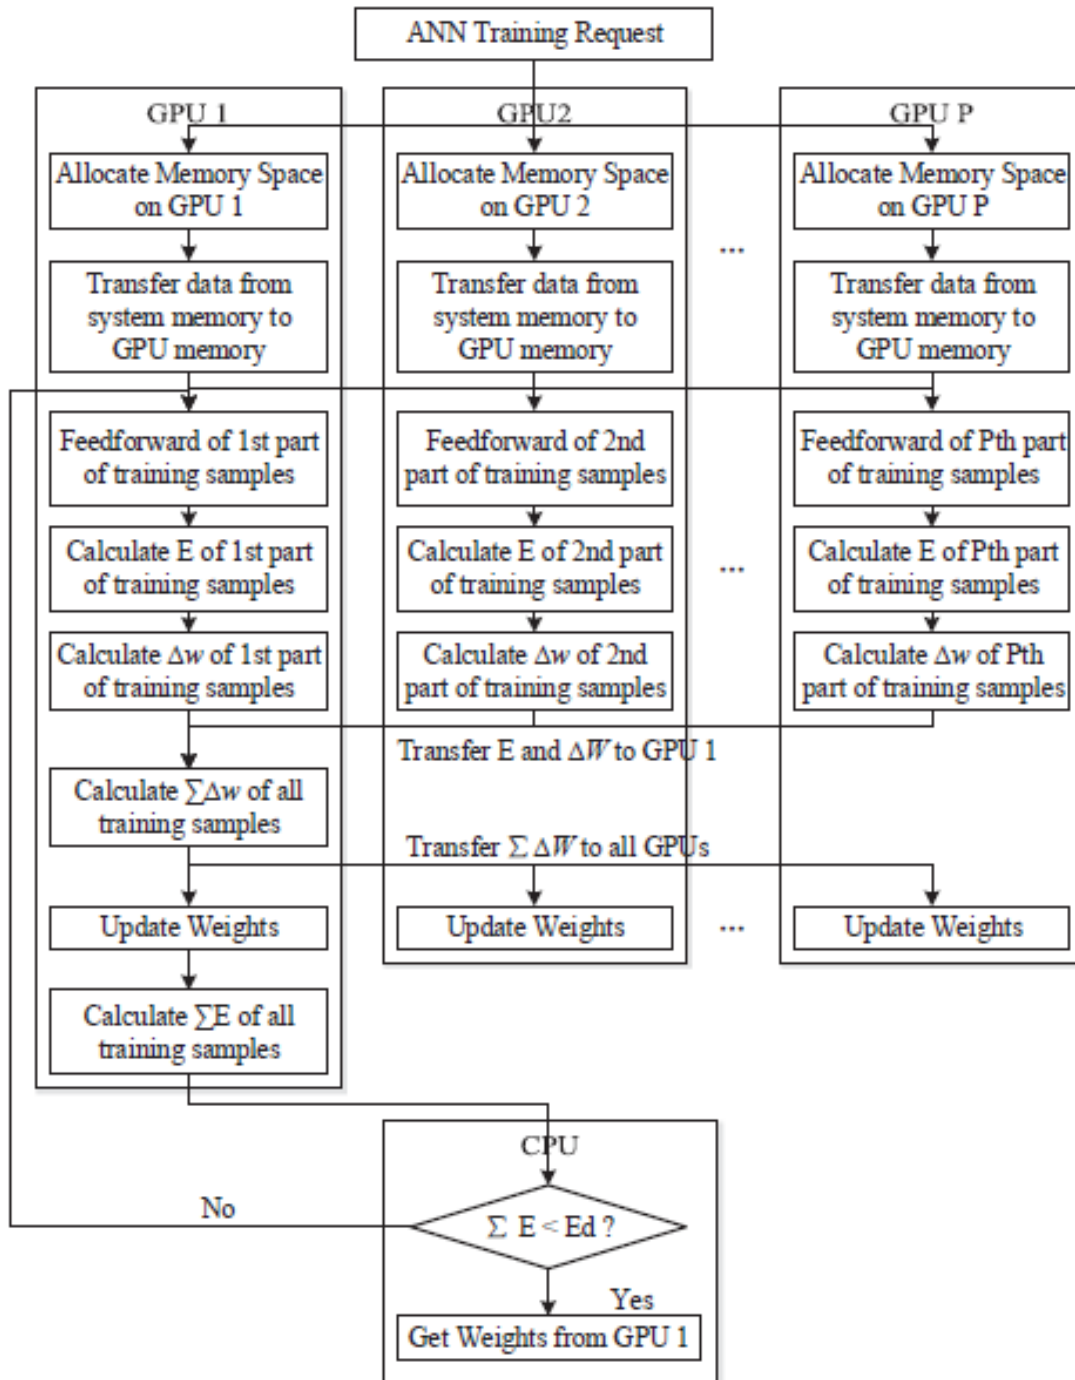 ANN Training Request
GPU 1
GPU2
GPU P
Allocate Memory Space
on GPU 1
Allocate Memory Space
on GPU 2
Allocate Memory Space
on GPU P
...
Transfer data from
system memory to
GPU memory
Transfer data from
system memory to
GPU memory
Transfer data from
system memory to
GPU memory
Feedforward of 1st part
of training samples
Feedforward of 2nd
part of training samples
Feedforward of Pth part
of training samples
Calculate E of 1st part
of training samples
Calculate E of 2nd part
of training samples
...
Calculate E of Pth part
of training samples
Calculate Δw of 1st part
of training samples
Calculate Δw of 2nd
part of training samples
Calculate Δw of Pth
part of training samples
Transfer E and ΔW to GPU 1
Calculate ∑Δw of all
training samples
Transfer Σ ΔW to all GPUs
Update Weights
Update Weights
...
Update Weights
Calculate ∑E of all
training samples
CPU
No
Σ E < Ed ?
Yes
Get Weights from GPU 1